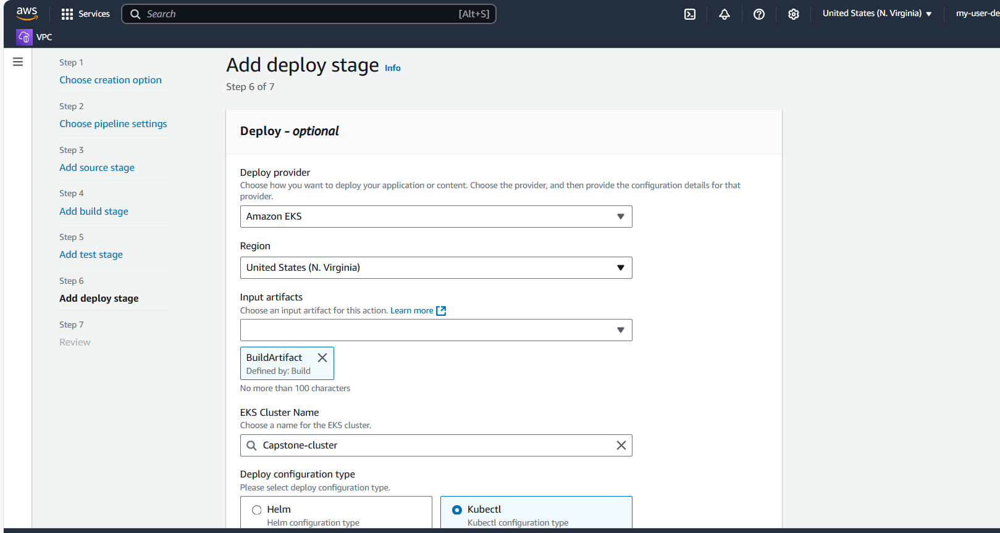 aws
Services
Search
[Alt+S]
United States (N. Virginia)
my-user-de
VPC
Step 1
Choose creation option
Step 2
Choose pipeline settings
Step 3
Add source stage
Step 4
Add build stage
Step 5
Add test stage
Step 6
Add deploy stage
Step 7
Review
Add deploy stage Info
Step 6 of 7
Deploy - optional
Deploy provider
Choose how you want to deploy your application or content. Choose the provider, and then provide the configuration details for that
provider.
Amazon EKS
Region
United States (N. Virginia)
Input artifacts
Choose an input artifact for this action. Learn more
BuildArtifact
Defined by: Build
No more than 100 characters
EKS Cluster Name
Choose a name for the EKS cluster.
Capstone-cluster
Deploy configuration type
Please select deploy configuration type.
Helm
Helm configuration type
Kubectl
Kubectl configuration type